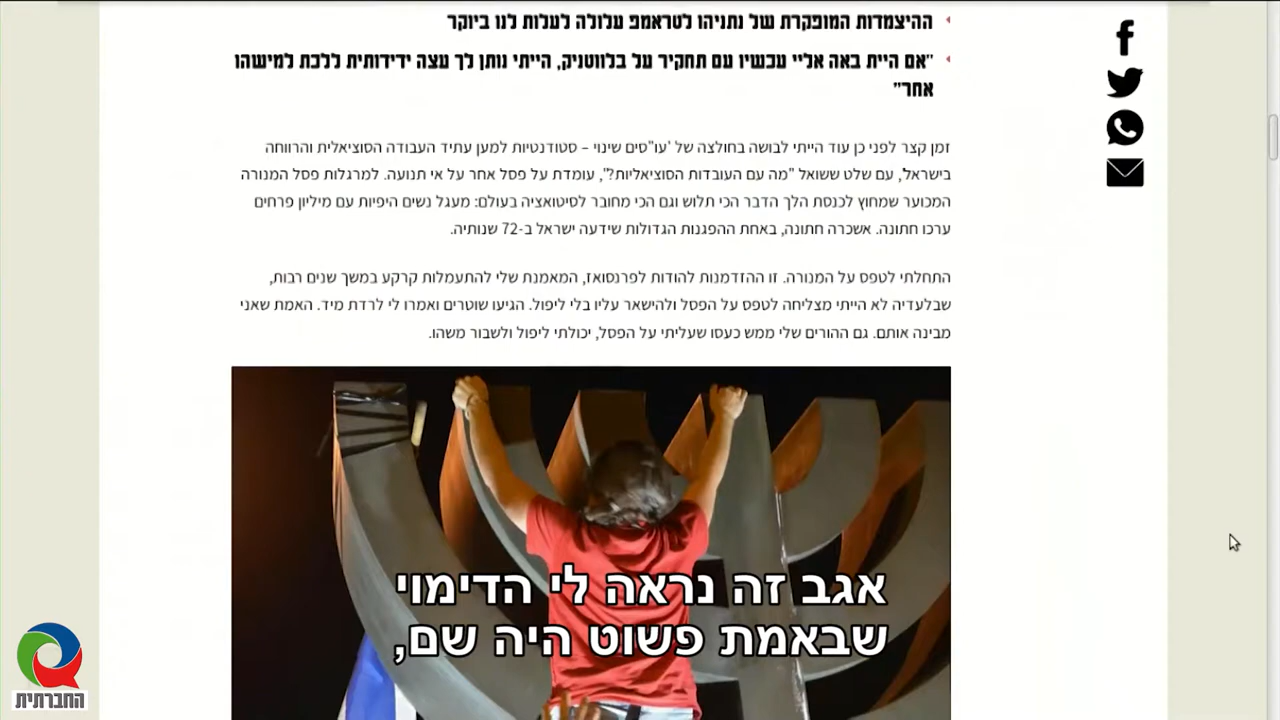 ההיצמדות המופקרת של נתניהו לטראמפ עלולה לעלות לנו ביוקר
"אם היית באה אליי עכשיו עם תחקיר על בלווטניק, הייתי נותן לך עצה ידידותית ללכת למישהו
אחר"
זמן קצר לפני כן עוד הייתי לבושה בחולצה של 'עו"סים שינוי – סטודנטיות למען עתיד העבודה הסוציאלית והרווחה
בישראל', עם שלט ששואל "מה עם העובדות הסוציאליות?", עומדת על פסל אחר על אי תנועה. למרגלות פסל המנורה
המכוער שמחוץ לכנסת הלך הדבר הכי תלוש וגם הכי מחובר לסיטואציה בעולם: מעגל נשים היפיות עם מיליון פרחים
ערכו חתונה. אשכרה חתונה, באחת ההפגנות הגדולות שידעה ישראל ב-72 שנותיה.
התחלתי לטפס על המנורה. זו ההזדמנות להודות לפרנסואז, המאמנת שלי להתעמלות קרקע במשך שנים רבות,
שבלעדיה לא הייתי מצליחה לטפס על הפסל ולהישאר עליו בלי ליפול. הגיעו שוטרים ואמרו לי לרדת מיד. האמת שאני
מבינה אותם. גם ההורים שלי ממש כעסו שעליתי על הפסל, יכולתי ליפול ולשבור משהו.
אגב זה נראה לי הדימוי
שבאמת פשוט היה שם,
החברתית